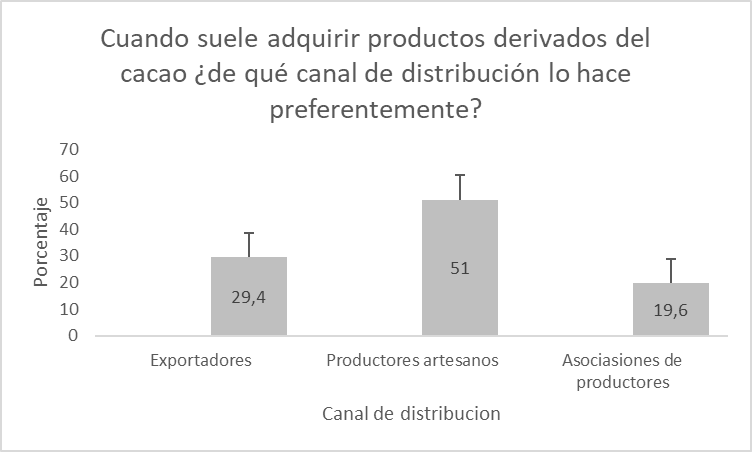 Cuando suele adquirir productos derivados del
cacao ¿de qué canal de distribución lo hace
preferentemente?
Porcentaje
70
60
50
40
30
20
10
0
29,4
51
19,6
Exportadores
Productores artesanos
Asociasiones de
productores
Canal de distribucion